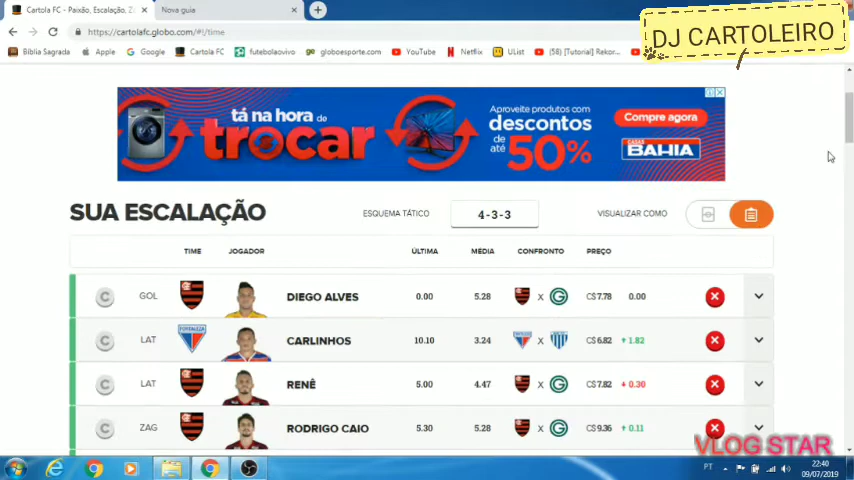 Cartola FC - Paixão, Escalação, Z
Nova guia
https://cartolafc.globo.com/#!/time
Bíblia Sagrada
Apple
Google
Cartola FC
futebolaovivo
globoesporte.com
YouTube
Netflix
UList
(58) [Tutorial] Rekor...
DJ CARTOLEIRO
tá na hora de
trocar
Aproveite produtos com
descontos
de até 50%
Compre agora
CASAS
BAHIA
SUA ESCALAÇÃO
ESQUEMA TÁTICO
4-3-3
VISUALIZAR COMO
TIME JOGADOR ÚLTIMA MÉDIA CONFRONTO PREÇO
C GOL DIEGO ALVES 0.00 5.28 X C$ 7.78 0.00
FORTALEZA
C LAT CARLINHOS 10.10 3.24 X C$ 6.82 1.82
C LAT RENÊ 5.00 4.47 X C$ 7.82 0.30
C ZAG RODRIGO CAIO 5.30 5.28 X C$ 9.36 0.11
VLOG STAR
PT
22:40
09/07/2019